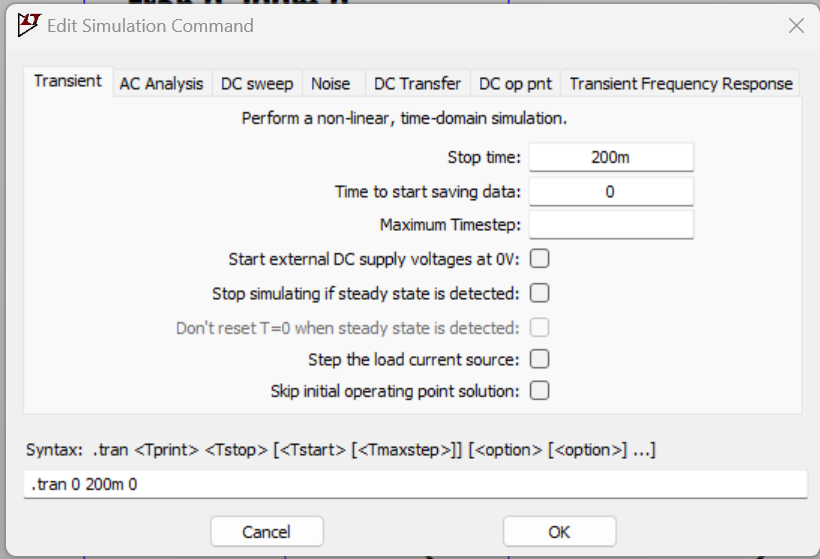 Edit Simulation Command
Transient AC Analysis DC sweep Noise DC Transfer DC op pnt Transient Frequency Response
Perform a non-linear, time-domain simulation.
Stop time: 200m
Time to start saving data: 0
Maximum Timestep:
Start external DC supply voltages at 0V:
Stop simulating if steady state is detected:
Don't reset T=0 when steady state is detected:
Step the load current source:
Skip initial operating point solution:
Syntax: .tran <Tprint> <Tstop> [<Tstart> [<Tmaxstep>]] [<option> [<option>] ...]
.tran 0 200m 0
Cancel OK